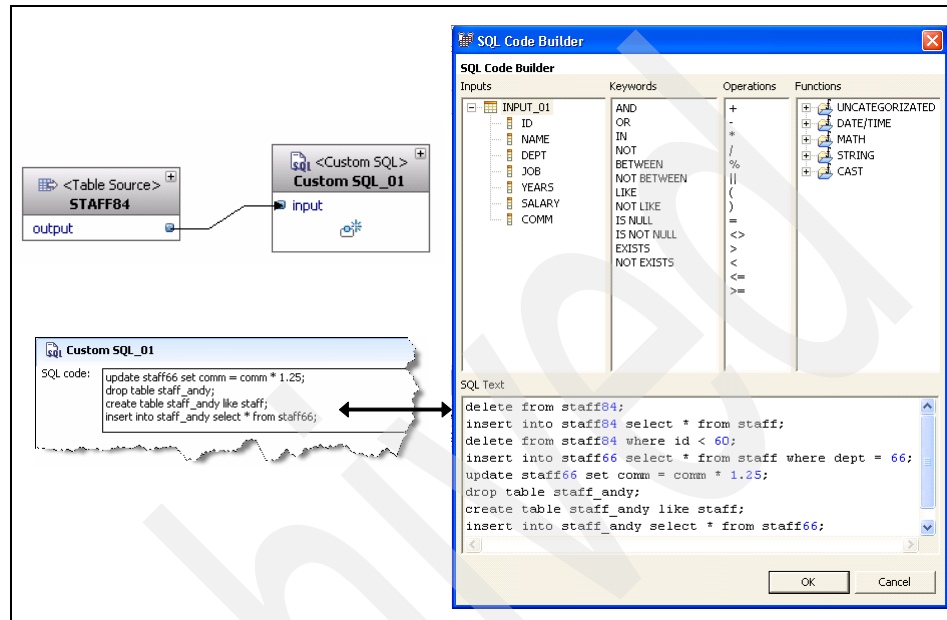 <Table Source>
STAFF84
output
<Custom SQL>
Custom SQL_01
input
Custom SQL_01
SQL code:
update staff66 set comm = comm * 1.25;
drop table staff_andy;
create table staff_andy like staff;
insert into staff_andy select * from staff66;
SQL Code Builder
SQL Code Builder
Inputs
INPUT_01
ID
NAME
DEPT
JOB
YEARS
SALARY
COMM
Keywords
AND
OR
IN
NOT
BETWEEN
NOT BETWEEN
LIKE
NOT LIKE
IS NULL
IS NOT NULL
EXISTS
NOT EXISTS
Operations
+
-
*
/
%
||
(
)
=
<>
>
<
<=
>=
Functions
UNCATEGORIZATED
DATE/TIME
MATH
STRING
CAST
SQL Text
delete from staff84;
insert into staff84 select * from staff;
delete from staff84 where id < 60;
insert into staff66 select * from staff where dept = 66;
update staff66 set comm = comm * 1.25;
drop table staff_andy;
create table staff_andy like staff;
insert into staff_andy select * from staff66;
OK Cancel